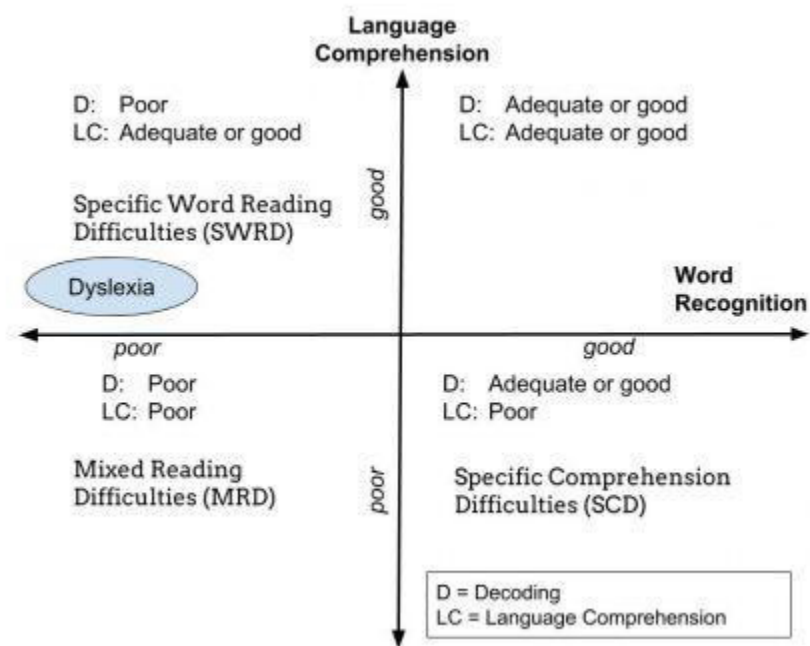 Language
Comprehension
D: Poor
LC: Adequate or good
D: Adequate or good
LC: Adequate or good
good
Specific Word Reading
Difficulties (SWRD)
Dyslexia
Word
Recognition
poor
good
D: Poor
LC: Poor
D: Adequate or good
LC: Poor
Mixed Reading
Difficulties (MRD)
poor
Specific Comprehension
Difficulties (SCD)
D = Decoding
LC = Language Comprehension